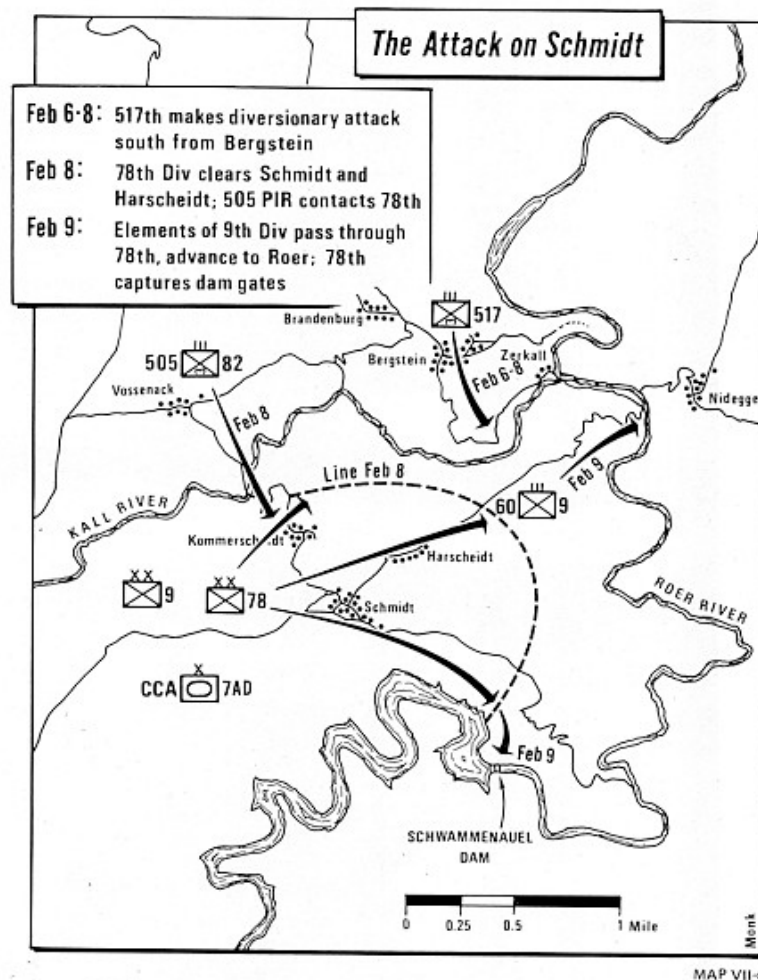 The Attack on Schmidt
Feb 6-8: 517th makes diversionary attack
south from Bergstein
Feb 8: 78th Div clears Schmidt and
Harscheidt; 505 PIR contacts 78th
Feb 9: Elements of 9th Div pass through
78th, advance to Roer; 78th
captures dam gates
Brandenburg
517
Bergstein
Zerkall
505 82
Feb 6-8
Nidegge
Vossenack
Feb 8
Line Feb 8
60 9
Feb 9
KALL RIVER
Kommerscheidt
Harscheidt
9
78
Schmidt
ROER RIVER
CCA 7AD
Feb 9
SCHWAMMENAUEL
DAM
0 0.25 0.5 1 Mile
Monk
MAP VII-